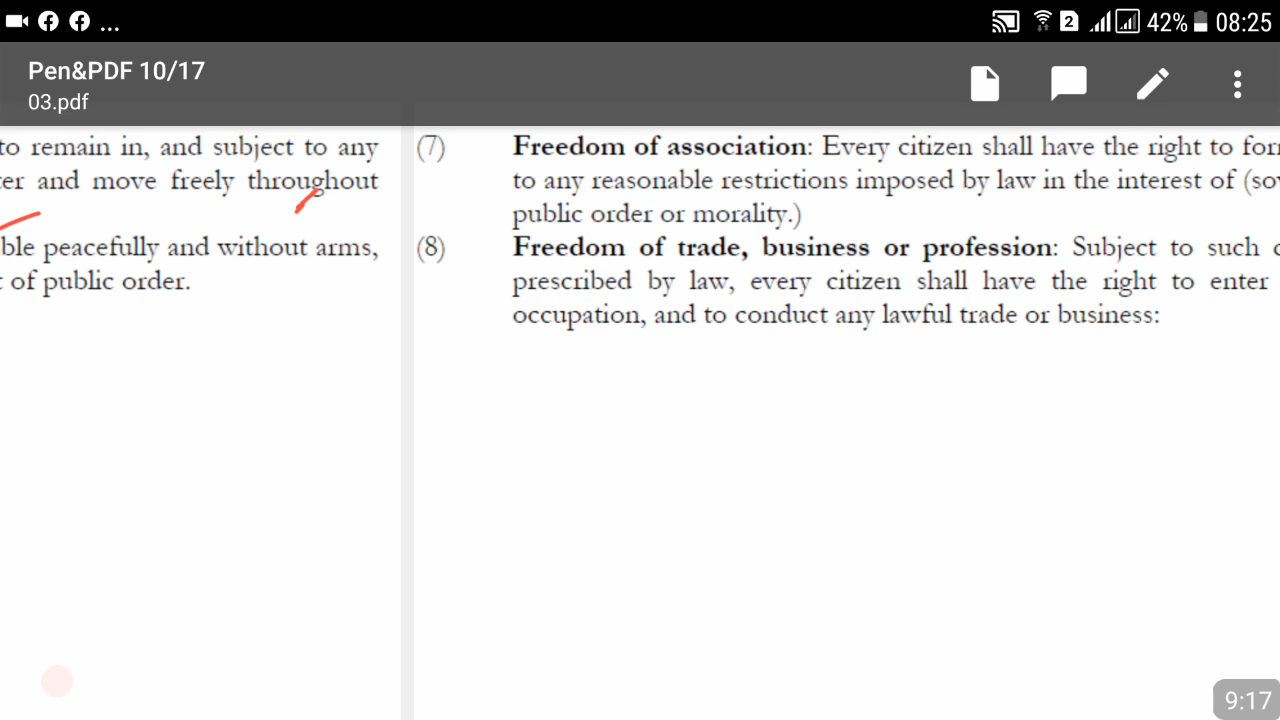 ...
42% 08:25
Pen&PDF 10/17
03.pdf
to remain in, and subject to any
ter and move freely throughout
ble peacefully and without arms,
t of public order.
(7) Freedom of association: Every citizen shall have the right to for
to any reasonable restrictions imposed by law in the interest of (sov
public order or morality.)
(8) Freedom of trade, business or profession: Subject to such
prescribed by law, every citizen shall have the right to enter
occupation, and to conduct any lawful trade or business:
9:17